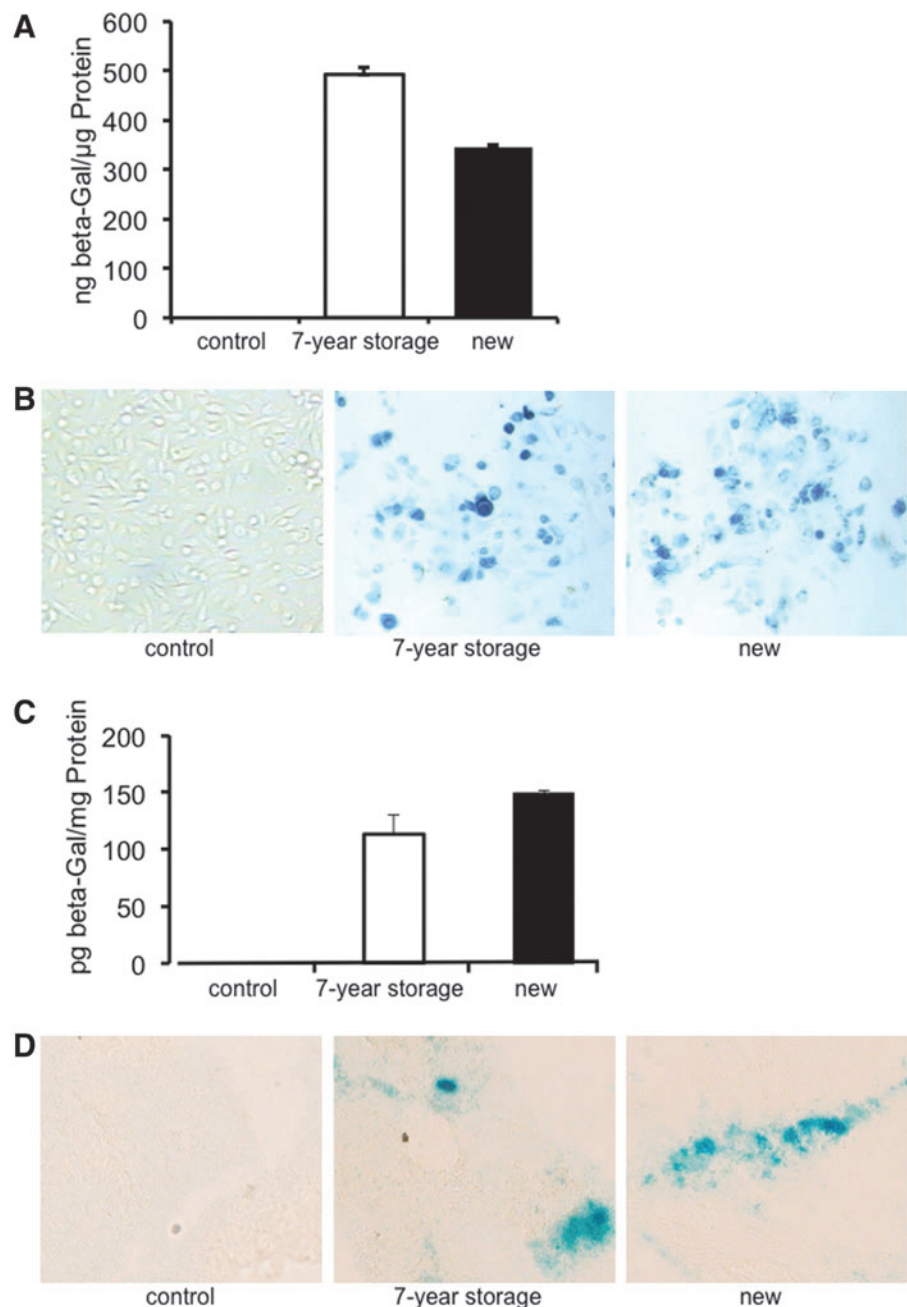 A
ng beta-Gal/µg Protein
600
500
400
300
200
100
0
control 7-year storage new
B
control 7-year storage new
C
pg beta-Gal/mg Protein
200
150
100
50
0
control 7-year storage new
D
control 7-year storage new